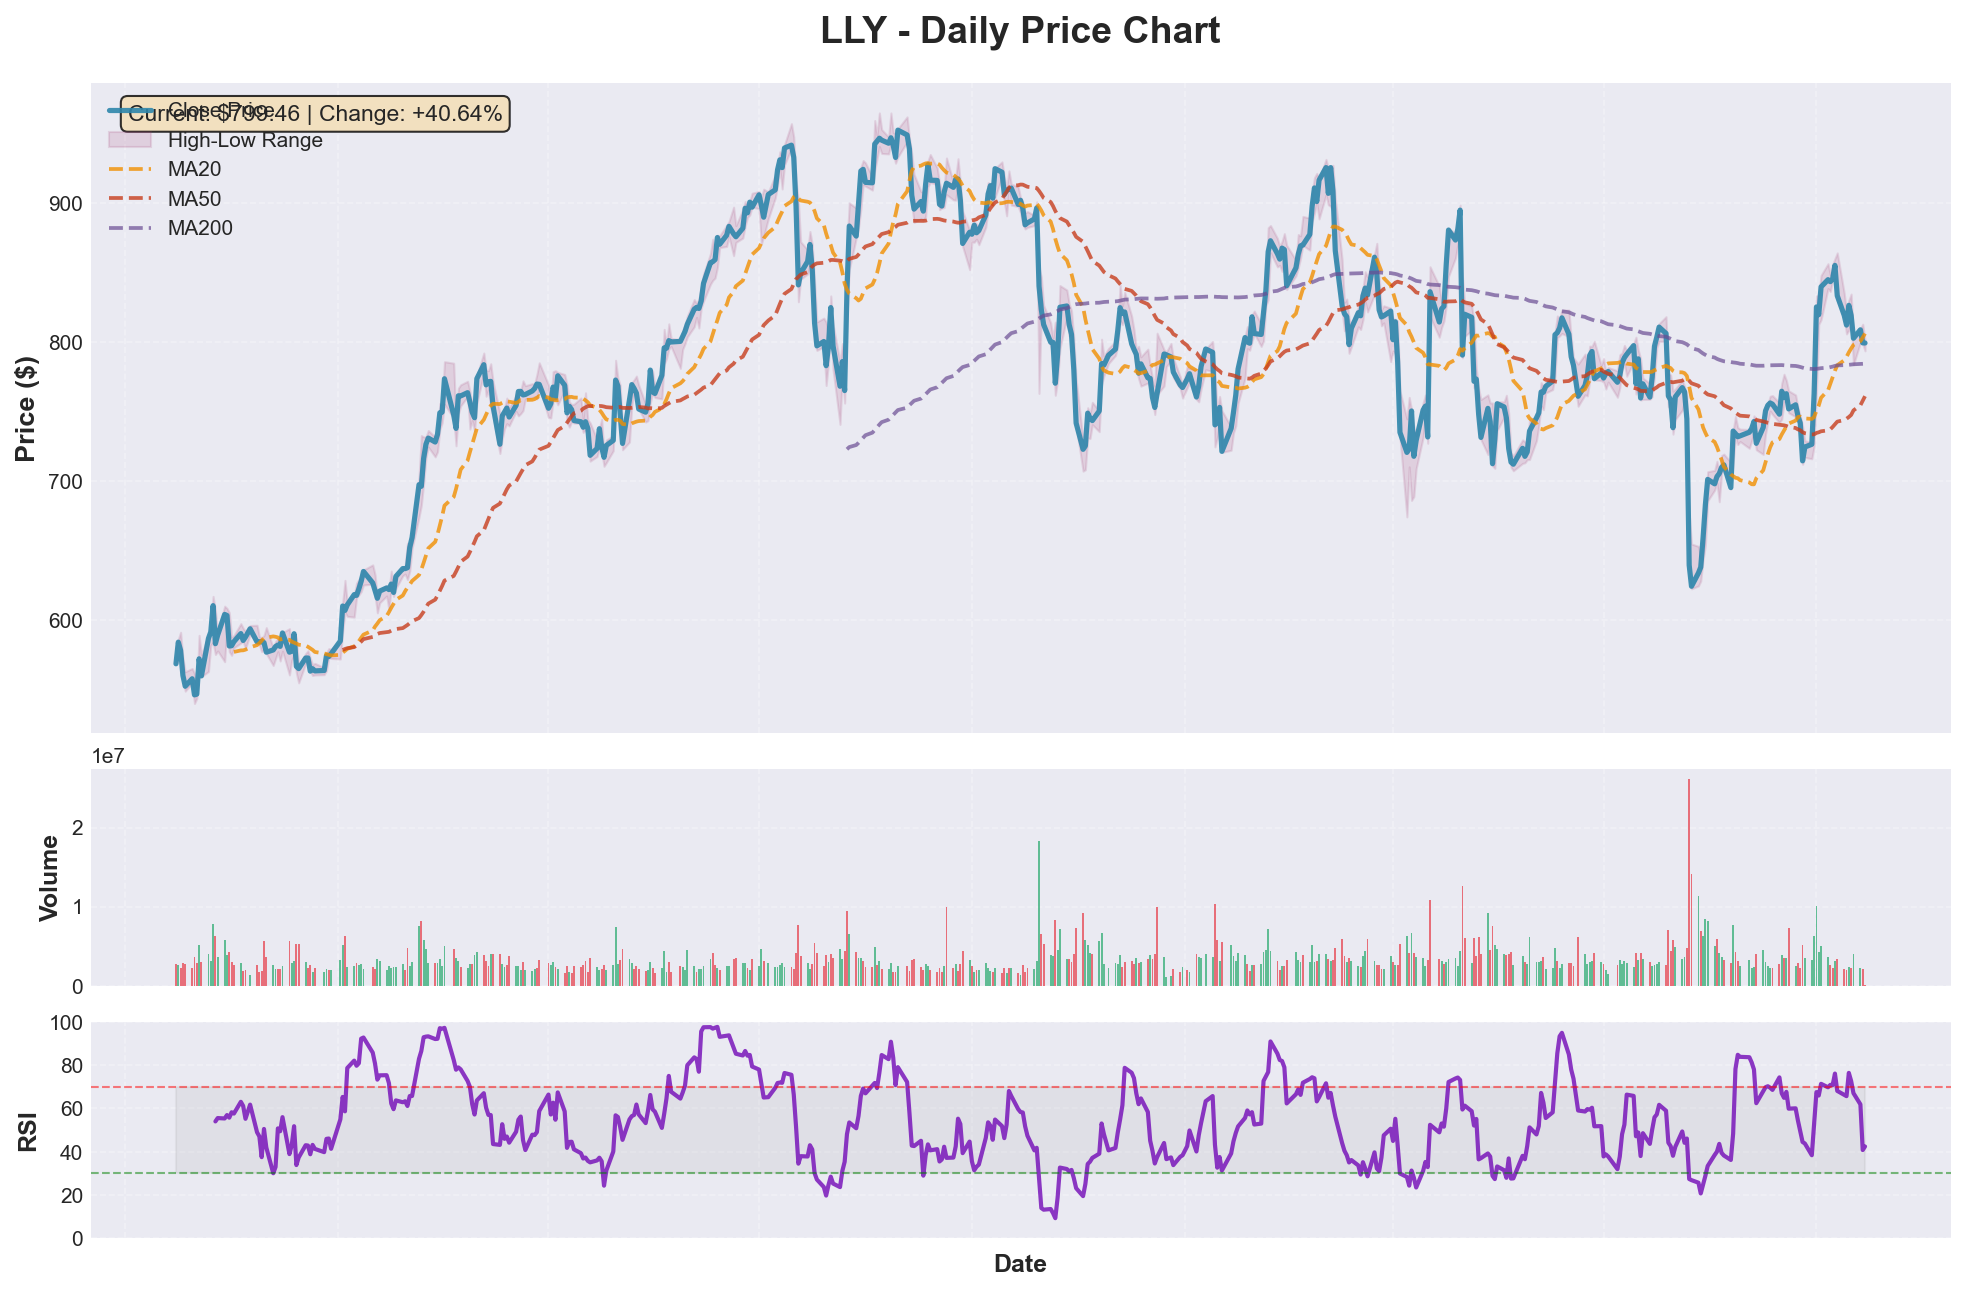 LLY - Daily Price Chart
Current: $799.46 | Change: +40.64%
Close Price
High-Low Range
MA20
MA50
MA200
Price ($)
900
800
700
600
1e7
Volume
2
1
0
RSI
100
80
60
40
20
0
Date